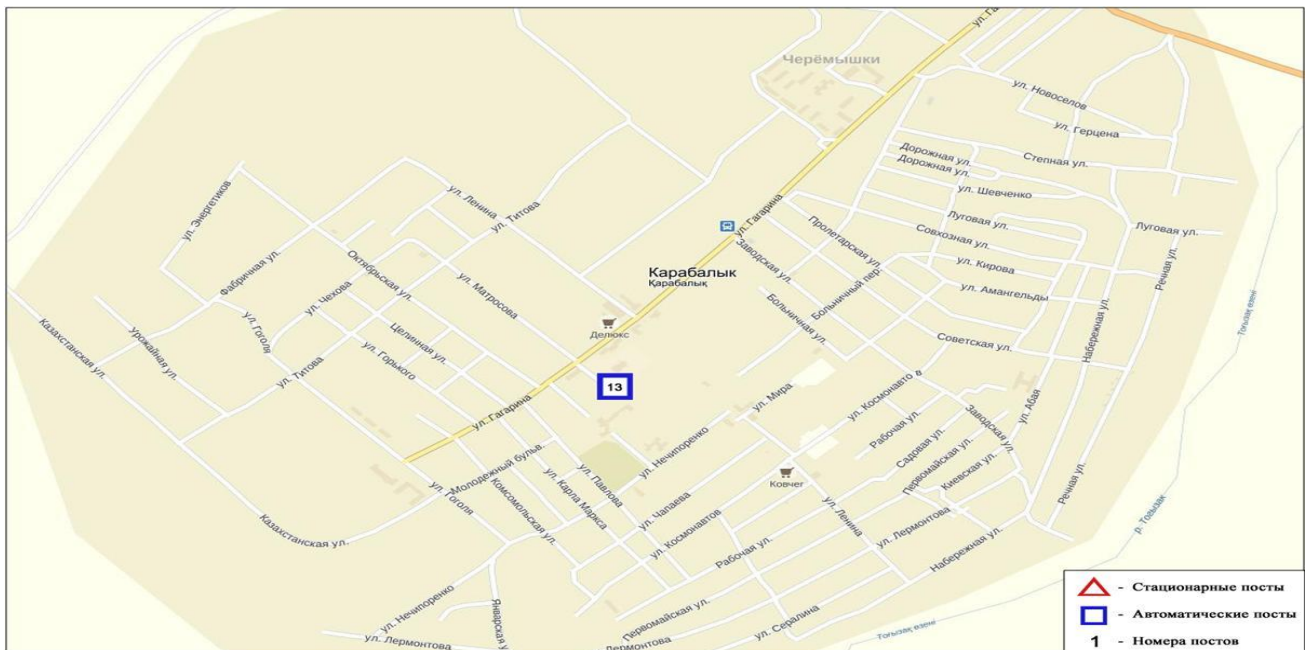 ул. Га
Черёмышки
ул. Новоселов
ул. Герцена
Дорожная ул.
Дорожная ул.
Степная ул.
ул. Шевченко
ул. Энергетиков
ул. Ленина
ул. Титова
ул. Гагарина
Пролетарская ул.
Луговая ул.
Совхозная ул.
Луговая ул.
Заводская ул.
Октябрьская ул.
Фабричная ул.
Карабалык
Қарабалық
Больничный пер.
ул. Кирова
Речная ул.
ул. Чехова
ул. Матросова
Больничная ул.
ул. Амангельды
Набережная ул.
Тоғызақ өзені
Казахстанская ул.
Урожайная ул.
ул. Гоголя
Целинная ул.
ул. Горького
Делюкс
Советская ул.
ул. Титова
13
ул. Гагарина
ул. Мира
ул. Космонавто в
Заводская ул.
ул. Абая
Рабочая ул.
Садовая ул.
Первомайская ул.
Киевская ул.
ул. Нечипоренко
Молодежный бульв.
ул. Павлова
ул. Карла Маркса
Комсомольская ул.
ул. Гоголя
Ковчег
Речная ул.
ул. Чапаева
ул. Ленина
Казахстанская ул.
ул. Космонавтов
ул. Лермонтова
Рабочая ул.
Набережная ул.
р. Тогызак
ул. Нечипоренко
Январская у
Первомайская ул.
ул. Сералина
ул. Лермонтова
Лермонтова
Тоғызақ өзені
- Стационарные посты
- Автоматические посты
1 - Номера постов